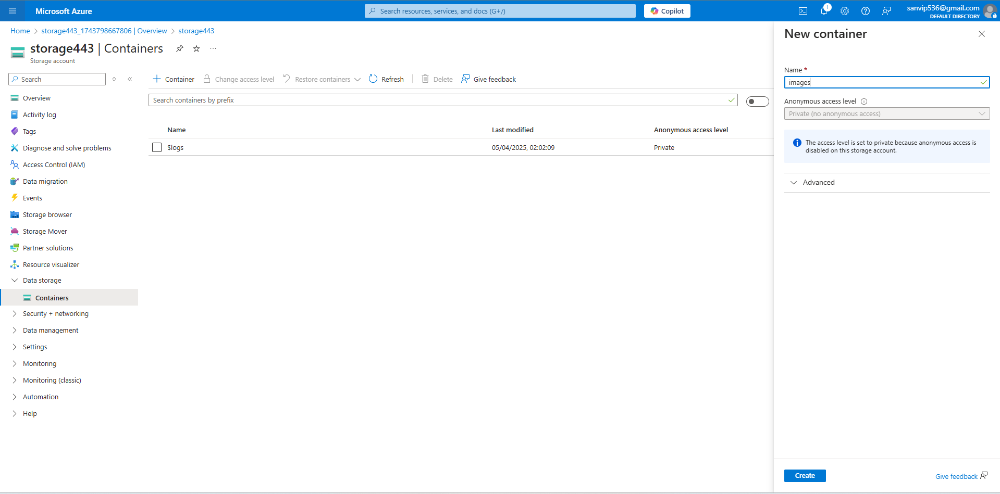 Microsoft Azure
Search resources, services, and docs (G+/)
Copilot
1
sanvip536@gmail.com
DEFAULT DIRECTORY
Home > storage443_1743798667806 | Overview > storage443
storage443 | Containers
Storage account
Search
Overview
Activity log
Tags
Diagnose and solve problems
Access Control (IAM)
Data migration
Events
Storage browser
Storage Mover
Partner solutions
Resource visualizer
Data storage
Containers
Security + networking
Data management
Settings
Monitoring
Monitoring (classic)
Automation
Help
Container Change access level Restore containers Refresh Delete Give feedback
Search containers by prefix
Name Last modified Anonymous access level
$logs 05/04/2025, 02:02:09 Private
New container
Name *
images
Anonymous access level
Private (no anonymous access)
The access level is set to private because anonymous access is
disabled on this storage account.
Advanced
Create
Give feedback